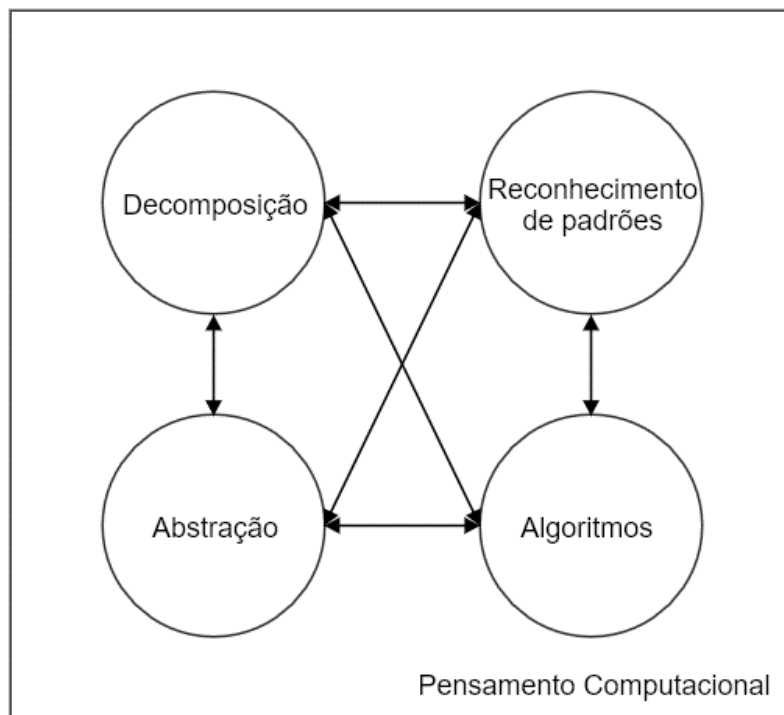 Decomposição
Reconhecimento
de padrões
Abstração
Algoritmos
Pensamento Computacional